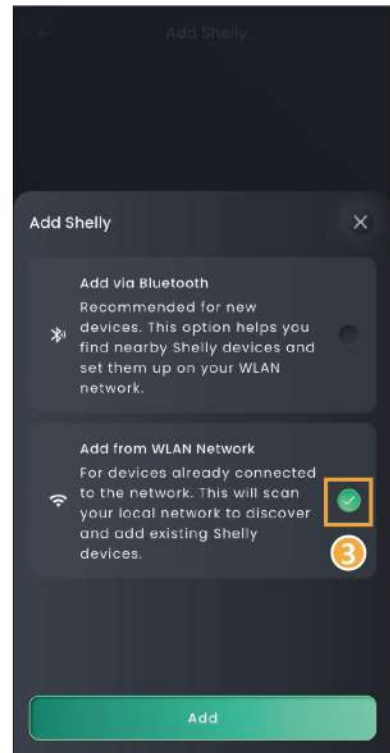 Add Shelly
Add Shelly
Add via Bluetooth
Recommended for new
devices. This option helps you
find nearby Shelly devices and
set them up on your WLAN
network.
Add from WLAN Network
For devices already connected
to the network. This will scan
your local network to discover
and add existing Shelly
devices.
3
Add